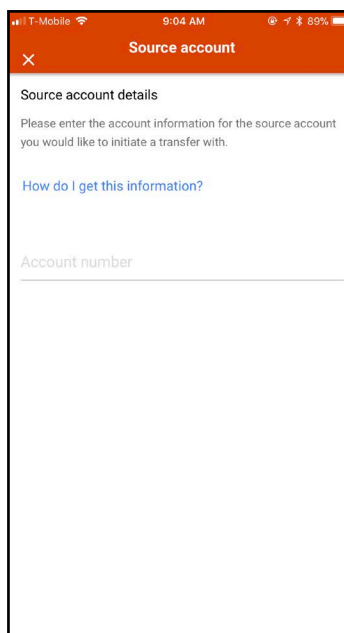 T-Mobile 9:04 AM 89%
Source account
Source account details
Please enter the account information for the source account
you would like to initiate a transfer with.
How do I get this information?
Account number